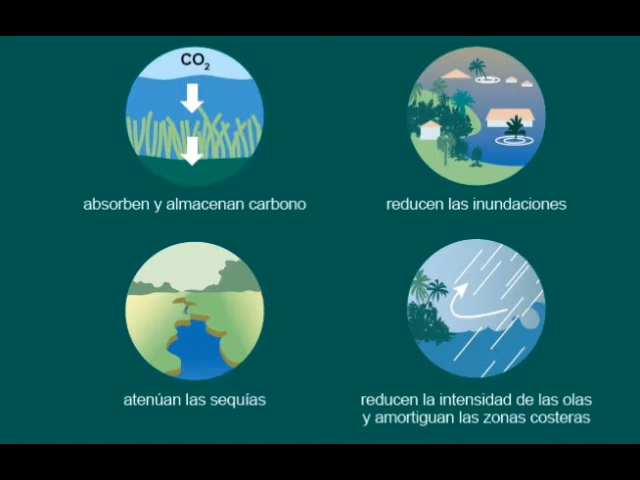 CO₂
absorben y almacenan carbono
reducen las inundaciones
atenúan las sequías
reducen la intensidad de las olas
y amortiguan las zonas costeras